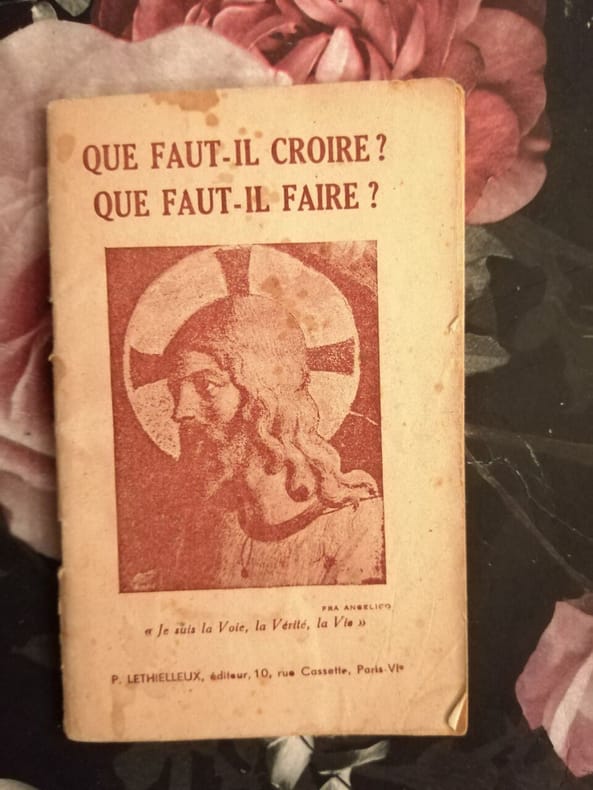 QUE FAUT-IL CROIRE ?
QUE FAUT-IL FAIRE ?
FRA ANGELICO
« Je suis la Voie, la Vérité, la Vie »
P. LETHIELLEUX, éditeur, 10, rue Cassette, Paris-VIe